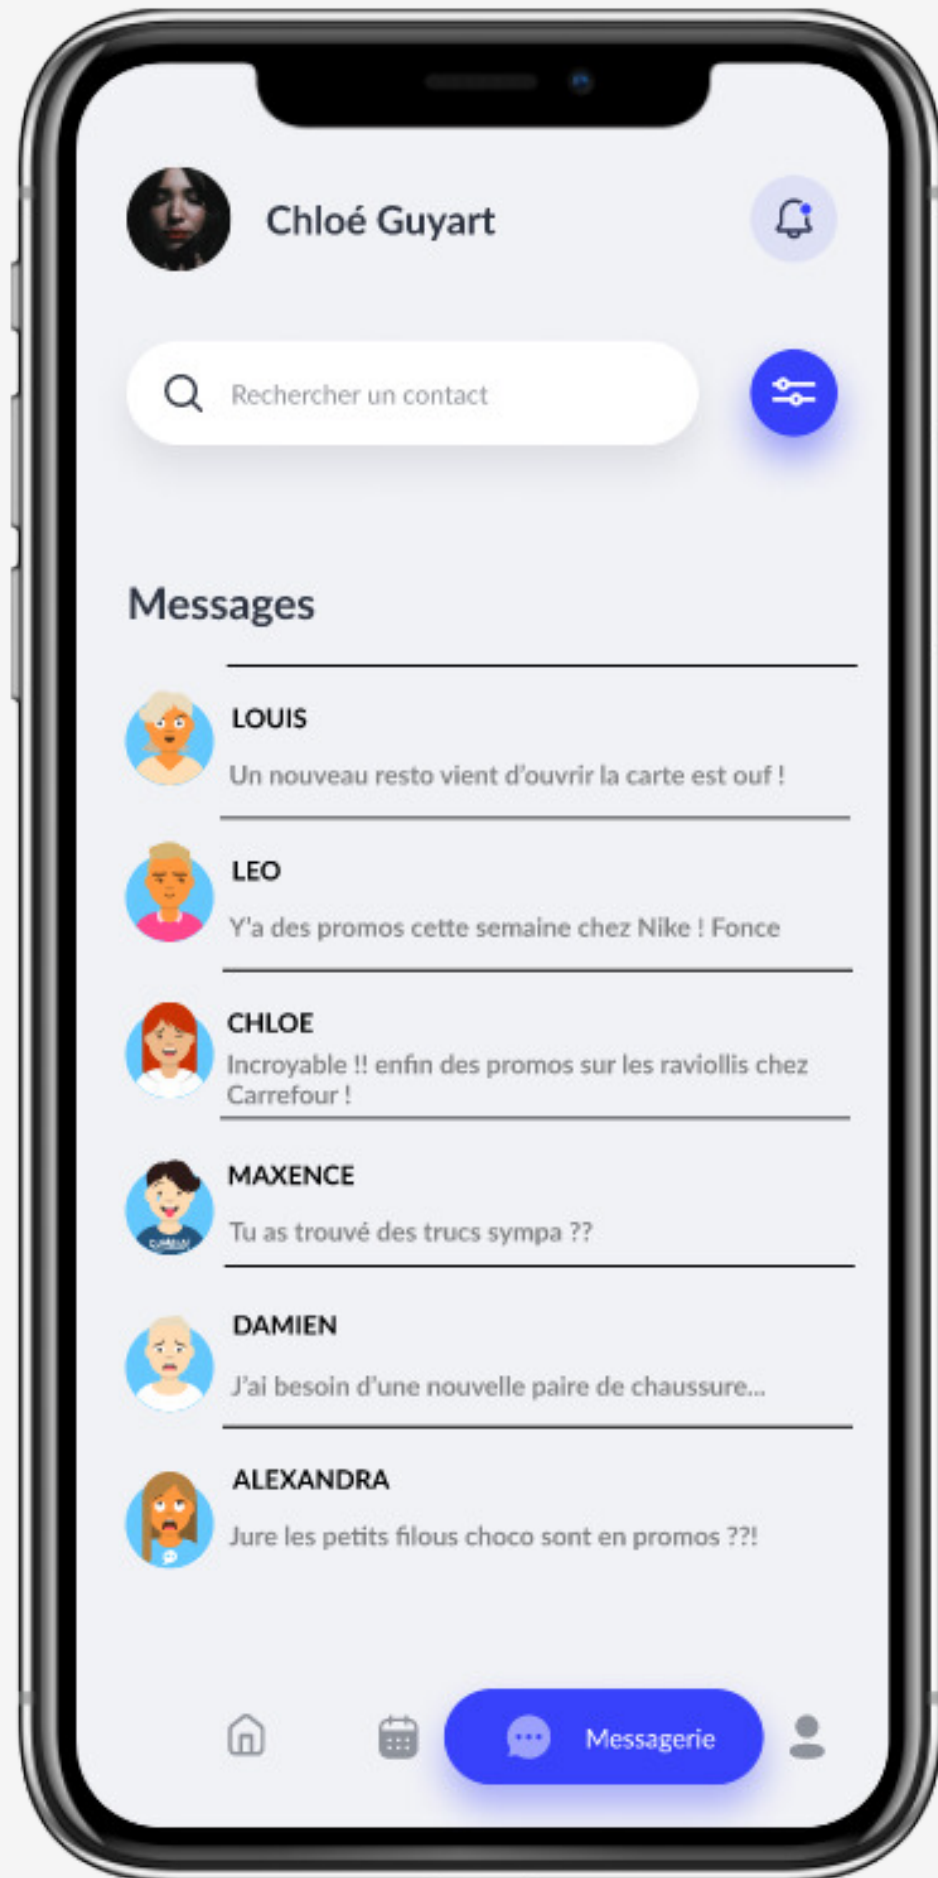 Chloé Guyart
Rechercher un contact
Messages
LOUIS
Un nouveau resto vient d'ouvrir la carte est ouf !
LEO
Y'a des promos cette semaine chez Nike ! Fonce
CHLOE
Incroyable !! enfin des promos sur les raviollis chez
Carrefour !
MAXENCE
Tu as trouvé des trucs sympa ??
DAMIEN
J'ai besoin d'une nouvelle paire de chaussure...
ALEXANDRA
Jure les petits filous choco sont en promos ??!
Messagerie